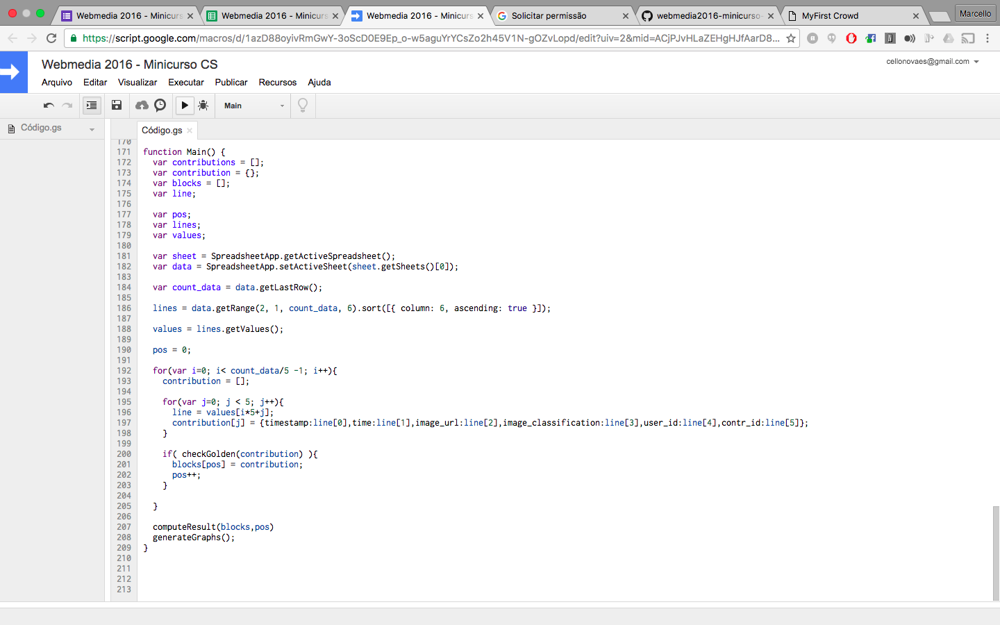 Webmedia 2016 - Minicurs
Webmedia 2016 - Minicurs
Webmedia 2016 - Minicurs
Solicitar permissão
webmedia2016-minicurso-
MyFirst Crowd
Marcello
https://script.google.com/macros/d/1azD88oyivRmGwY-3oScD0E9Ep_o-w5aguYrYCsZo2h45V1N-gOZvLopd/edit?uiv=2&mid=ACjPJvHLaZEHgHJfAarD8...
Webmedia 2016 - Minicurso CS
cellonovaes@gmail.com
Arquivo Editar Visualizar Executar Publicar Recursos Ajuda
Main
Código.gs
Código.gs
170
171 function Main() {
172 var contributions = [];
173 var contribution = {};
174 var blocks = [];
175 var line;
176
177 var pos;
178 var lines;
179 var values;
180
181 var sheet = SpreadsheetApp.getActiveSpreadsheet();
182 var data = SpreadsheetApp.setActiveSheet(sheet.getSheets()[0]);
183
184 var count_data = data.getLastRow();
185
186 lines = data.getRange(2, 1, count_data, 6).sort([{ column: 6, ascending: true }]);
187
188 values = lines.getValues();
189
190 pos = 0;
191
192 for(var i=0; i< count_data/5 -1; i++){
193 contribution = [];
194
195 for(var j=0; j < 5; j++){
196 line = values[i*5+j];
197 contribution[j] = {timestamp:line[0],time:line[1],image_url:line[2],image_classification:line[3],user_id:line[4],contr_id:line[5]};
198 }
199
200 if( checkGolden(contribution) ){
201 blocks[pos] = contribution;
202 pos++;
203 }
204
205 }
206
207 computeResult(blocks,pos)
208 generateGraphs();
209 }
210
211
212
213